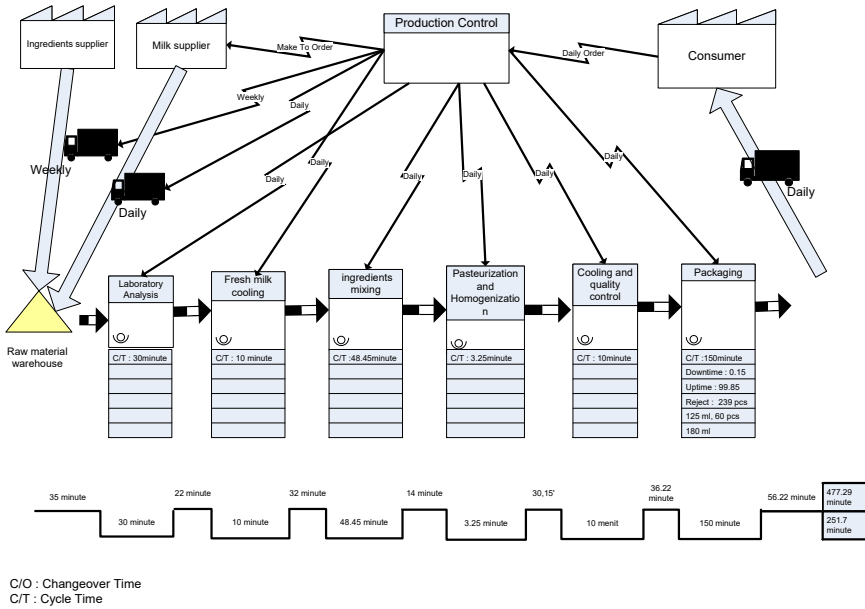 Ingredients supplier
Milk supplier
Production Control
Consumer
Make To Order
Daily Order
Weekly
Daily
Daily
Daily
Daily
Daily
Daily
Daily
Weekly
Daily
Daily
Raw material
warehouse
Laboratory
Analysis
C/T : 30minute
Fresh milk
cooling
C/T : 10 minute
ingredients
mixing
C/T :48.45minute
Pasteurization
and
Homogenizatio
n
C/T : 3.25minute
Cooling and
quality
control
C/T : 10minute
Packaging
C/T :150minute
Downtime : 0.15
Uptime : 99.85
Reject : 239 pcs
125 ml, 60 pcs
180 ml
35 minute
30 minute
22 minute
10 minute
32 minute
48.45 minute
14 minute
3.25 minute
30,15'
10 menit
36.22
minute
150 minute
56.22 minute
477.29
minute
251.7
minute
C/O : Changeover Time
C/T : Cycle Time